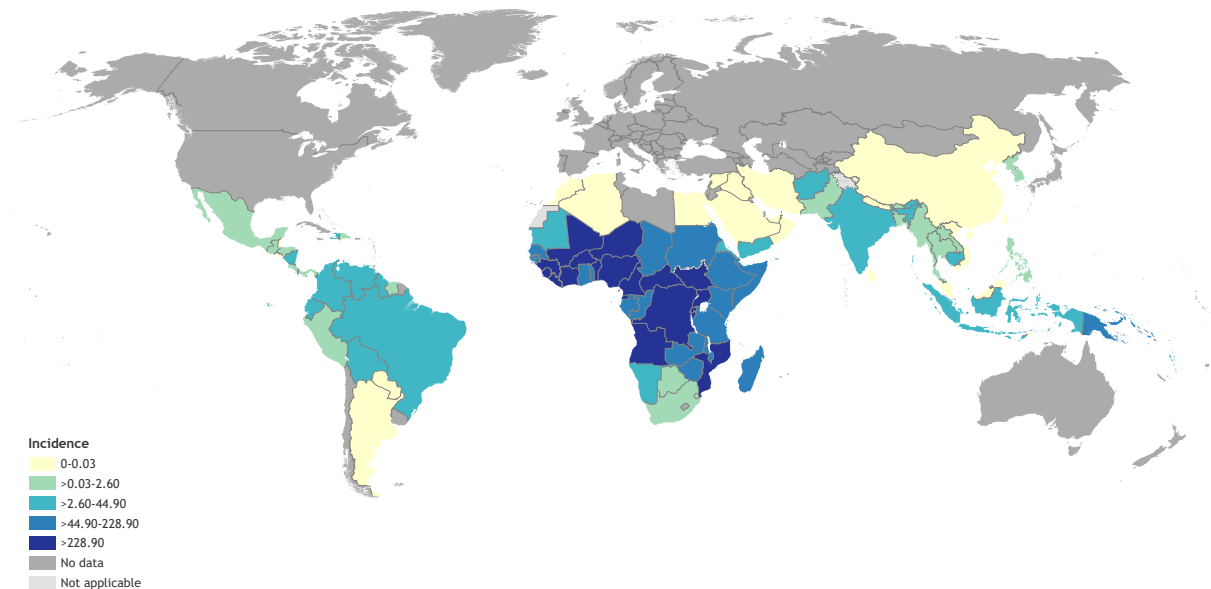 Incidence
0-0.03
>0.03-2.60
>2.60-44.90
>44.90-228.90
>228.90
No data
Not applicable